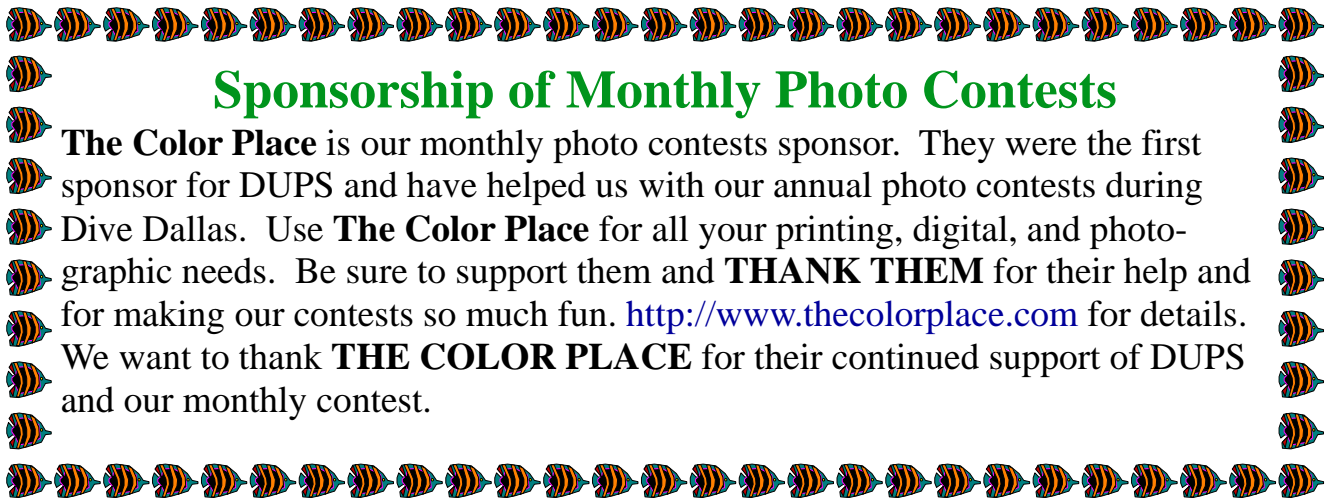 Sponsorship of Monthly Photo Contests
The Color Place is our monthly photo contests sponsor.  They were the first
sponsor for DUPS and have helped us with our annual photo contests during
Dive Dallas.  Use The Color Place for all your printing, digital, and photo-
graphic needs.  Be sure to support them and THANK THEM for their help and
for making our contests so much fun. http://www.thecolorplace.com for details.
We want to thank THE COLOR PLACE for their continued support of DUPS
and our monthly contest.